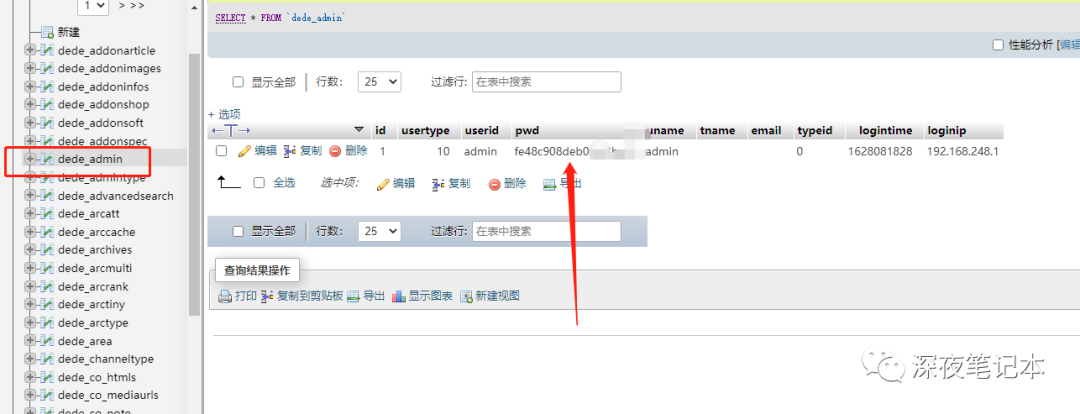 1 > >>
新建
dede_addonarticle
dede_addonimages
dede_addoninfos
dede_addonshop
dede_addonsoft
dede_addonspec
dede_admin
dede_admintype
dede_advancedsearch
dede_arcatt
dede_arccache
dede_archives
dede_arcmulti
dede_arcrank
dede_arctiny
dede_arctype
dede_area
dede_channeltype
dede_co_htmls
dede_co_mediaurls
dede_co_note
SELECT * FROM `dede_admin`
性能分析 [编辑
显示全部 行数: 25 过滤行: 在表中搜索
+ 选项
←T→ id usertype userid pwd uname tname email typeid logintime loginip
编辑 复制 删除 1 10 admin fe48c908deb0 admin 0 1628081828 192.168.248.1
全选 选中项: 编辑 复制 删除 导出
显示全部 行数: 25 过滤行: 在表中搜索
查询结果操作
打印 复制到剪贴板 导出 显示图表 新建视图
深夜笔记本